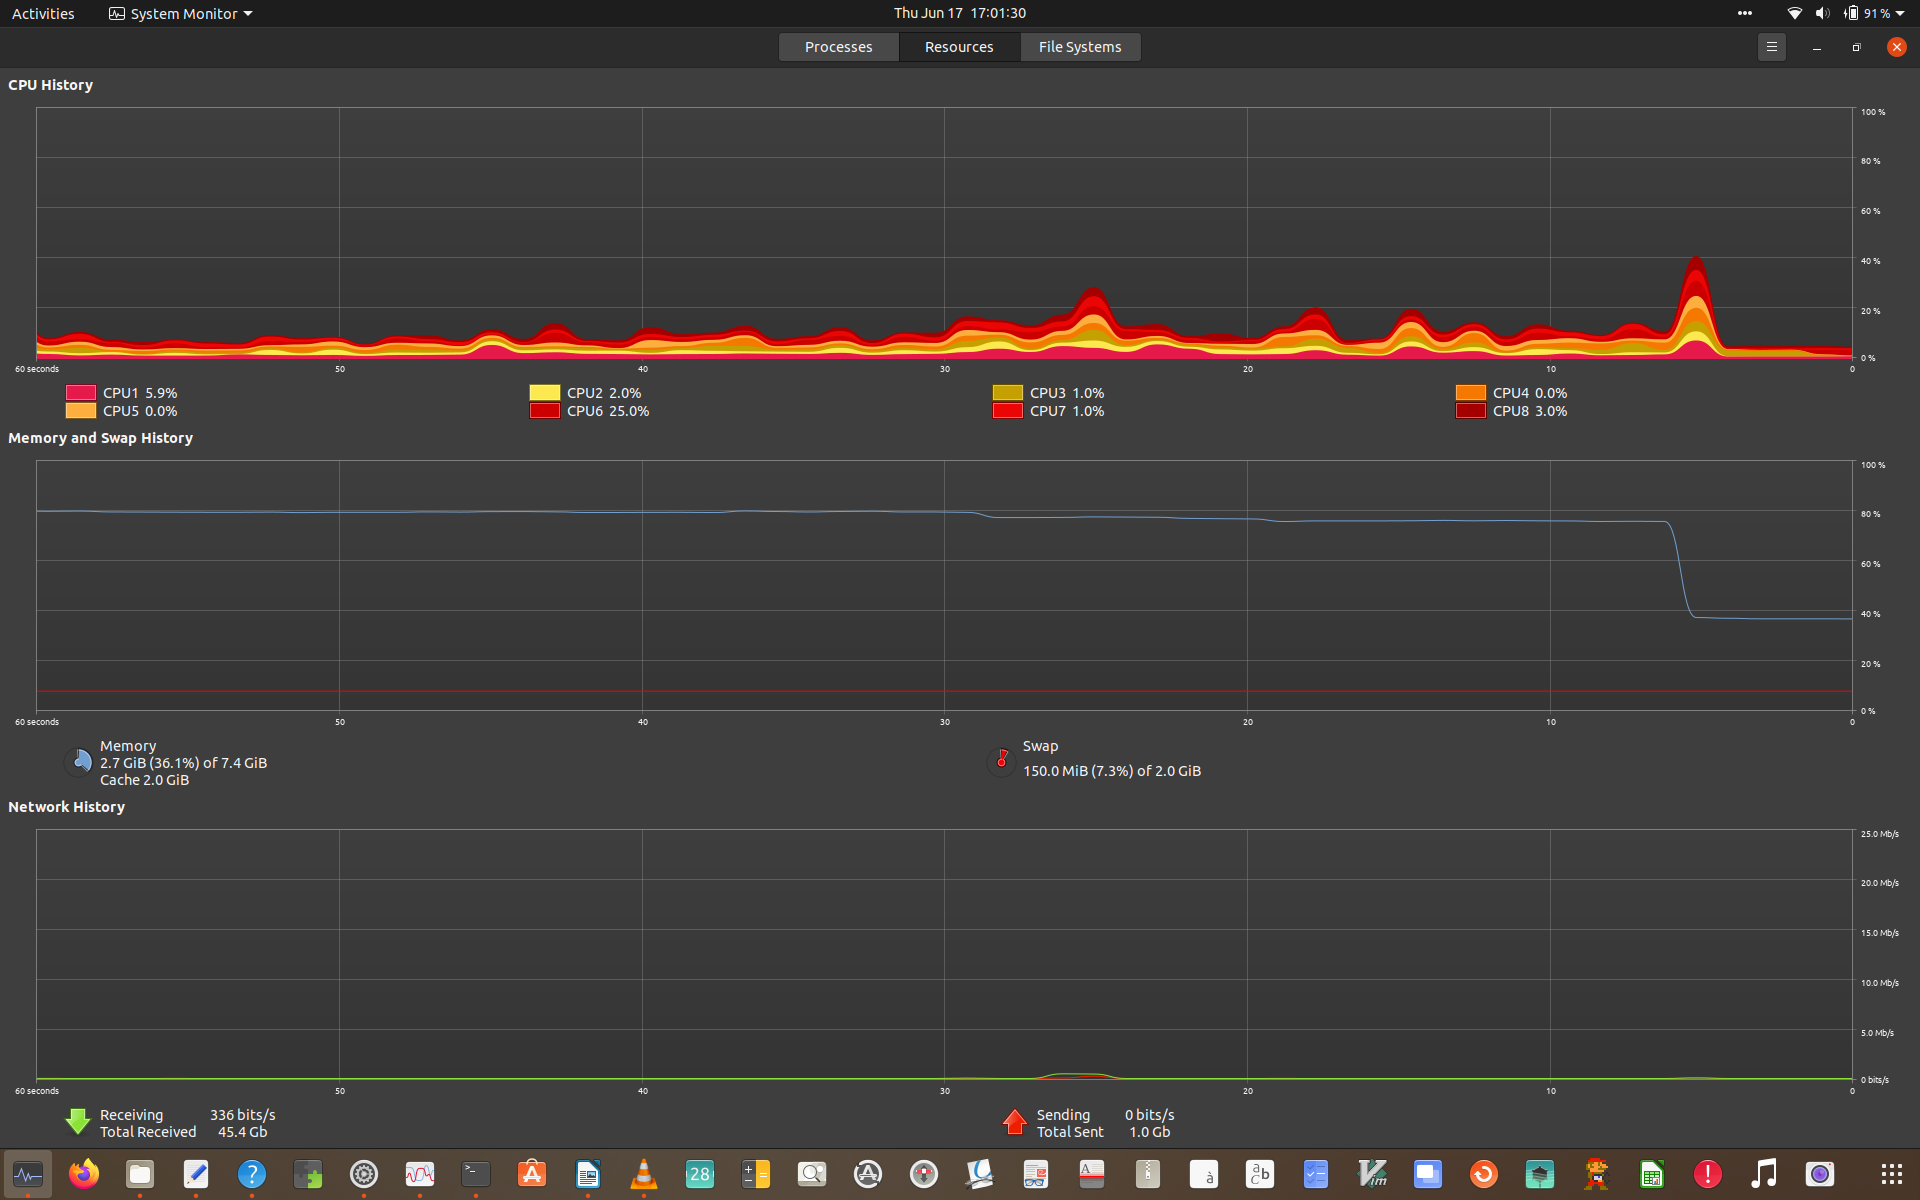 Activities System Monitor Thu Jun 17 17:01:30 91 %
Processes Resources File Systems
CPU History
100 %
80 %
60 %
40 %
20 %
0 %
60 seconds 50 40 30 20 10 0
CPU1 5.9% CPU2 2.0% CPU3 1.0% CPU4 0.0%
CPU5 0.0% CPU6 25.0% CPU7 1.0% CPU8 3.0%
Memory and Swap History
100 %
80 %
60 %
40 %
20 %
0 %
60 seconds 50 40 30 20 10 0
Memory
2.7 GiB (36.1%) of 7.4 GiB
Cache 2.0 GiB
Swap
150.0 MiB (7.3%) of 2.0 GiB
Network History
25.0 Mb/s
20.0 Mb/s
15.0 Mb/s
10.0 Mb/s
5.0 Mb/s
0 bits/s
60 seconds 50 40 30 20 10 0
Receiving 336 bits/s Sending 0 bits/s
Total Received 45.4 Gb Total Sent 1.0 Gb
>_ A 28 A à a b c Vim